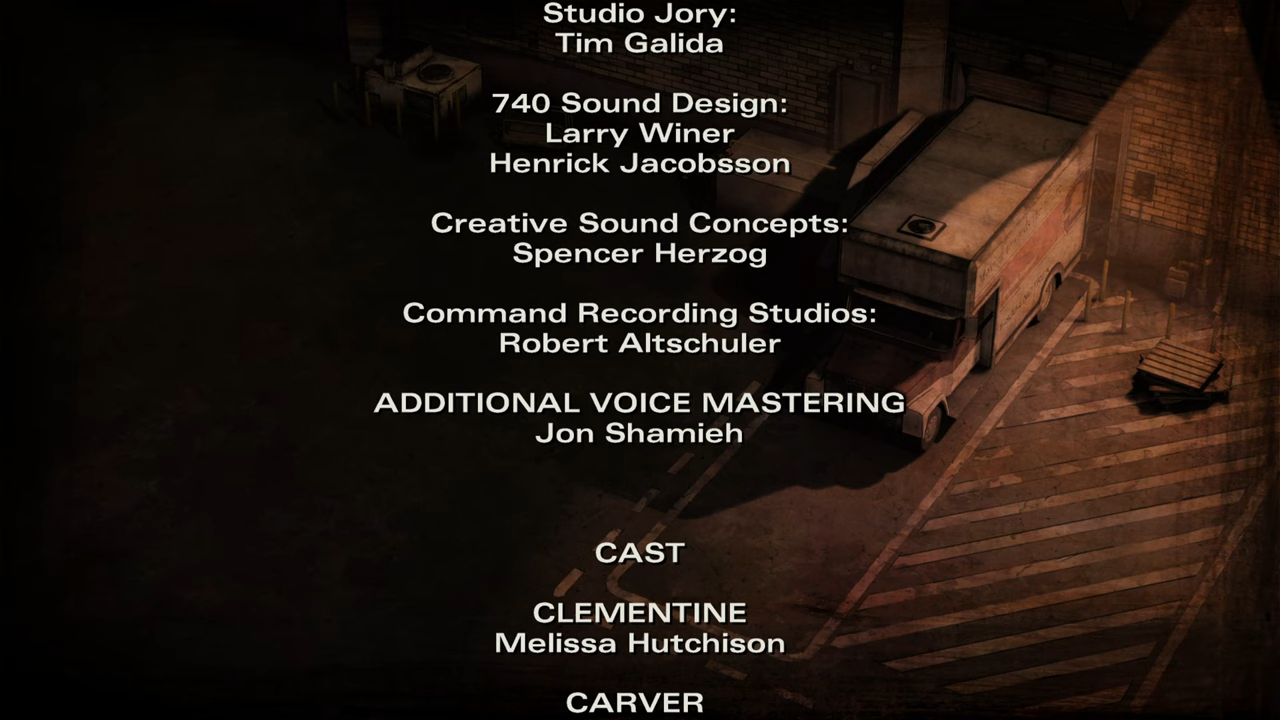 Studio Jory:
Tim Galida
740 Sound Design:
Larry Winer
Henrick Jacobsson
Creative Sound Concepts:
Spencer Herzog
Command Recording Studios:
Robert Altschuler
ADDITIONAL VOICE MASTERING
Jon Shamieh
CAST
CLEMENTINE
Melissa Hutchison
CARVER